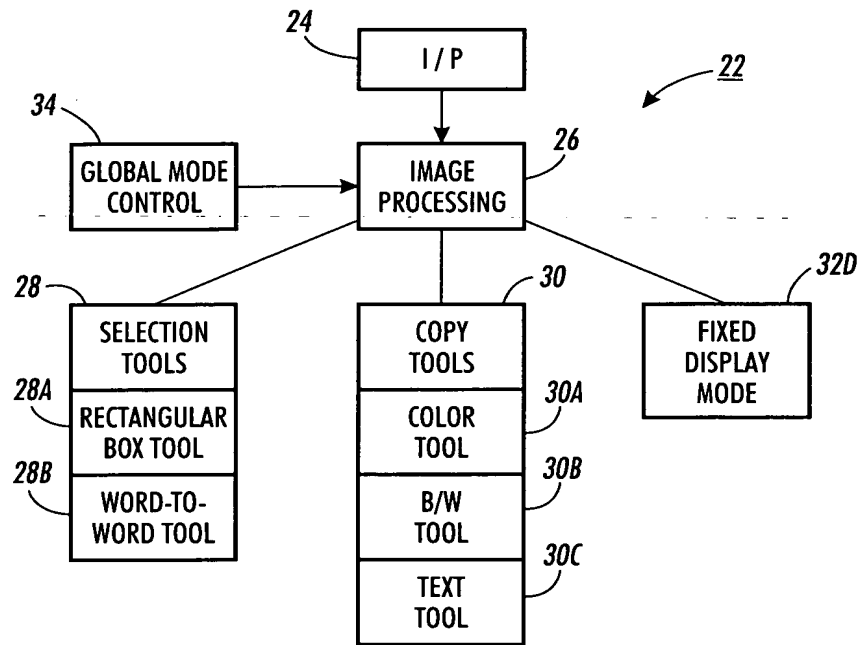 24
I / P
22
34
GLOBAL MODE
CONTROL
26
IMAGE
PROCESSING
28
SELECTION
TOOLS
28A
RECTANGULAR
BOX TOOL
28B
WORD-TO-
WORD TOOL
30
COPY
TOOLS
30A
COLOR
TOOL
30B
B/W
TOOL
30C
TEXT
TOOL
32D
FIXED
DISPLAY
MODE